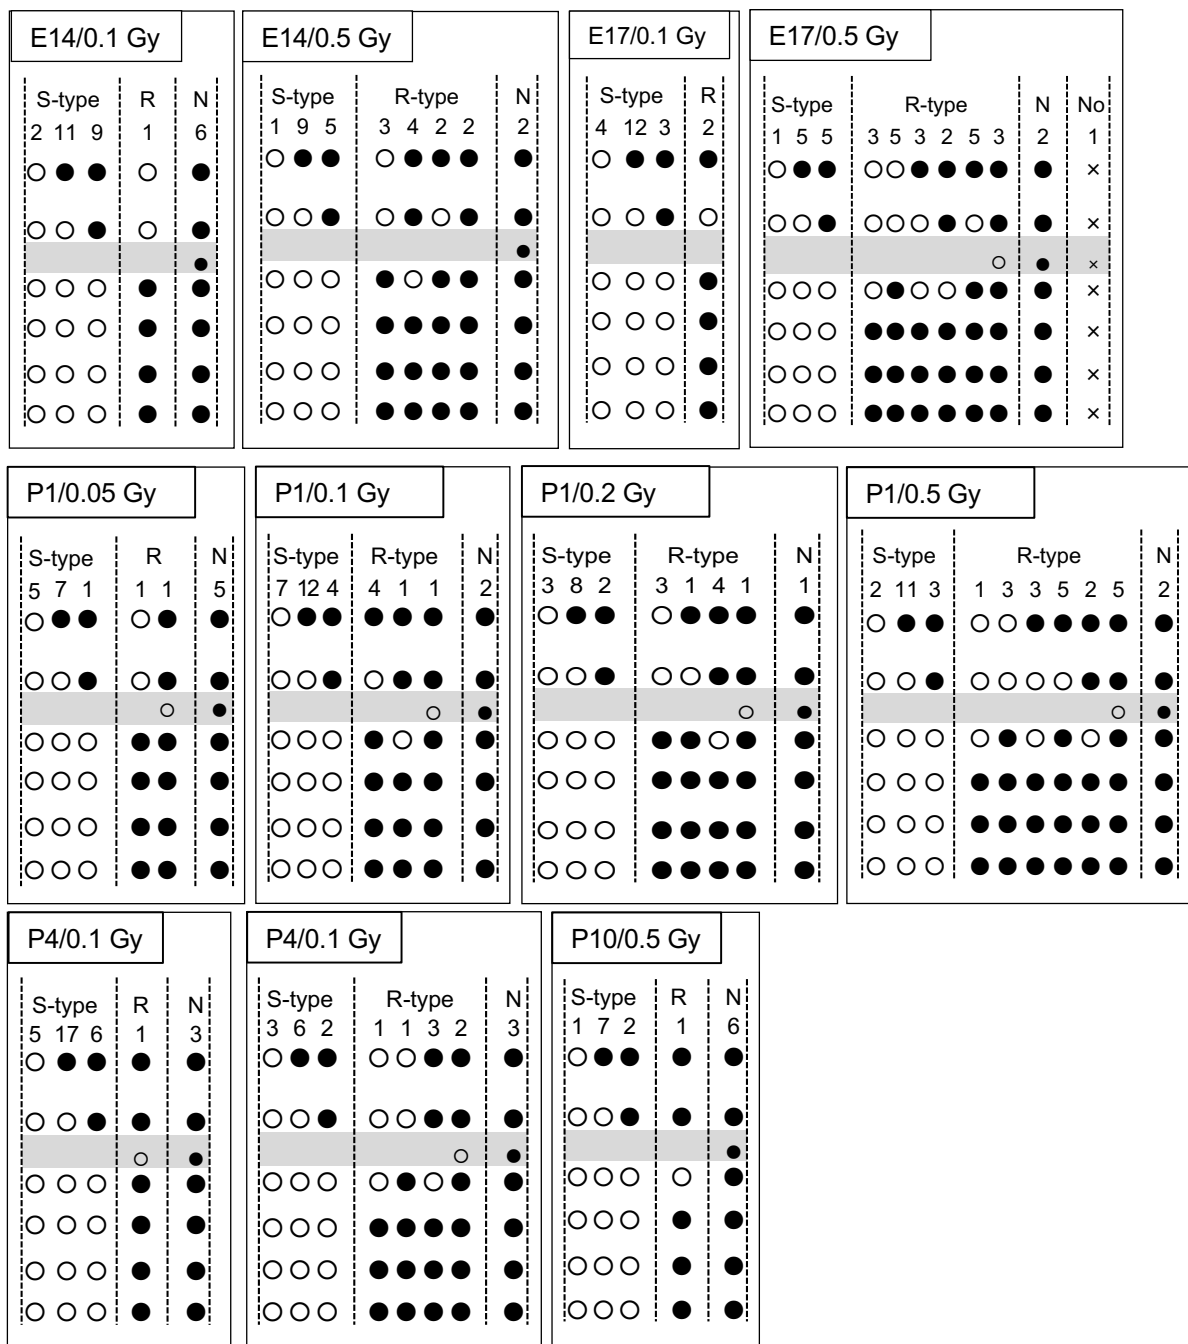 E14/0.1 Gy
S-type R N
2 11 9 1 6
E14/0.5 Gy
S-type R-type N
1 9 5 3 4 2 2 2
E17/0.1 Gy
S-type R
4 12 3 2
E17/0.5 Gy
S-type R-type N No
1 5 5 3 5 3 2 5 3 2 1
P1/0.05 Gy
S-type R N
5 7 1 1 1 5
P1/0.1 Gy
S-type R-type N
7 12 4 4 1 1 2
P1/0.2 Gy
S-type R-type N
3 8 2 3 1 4 1 1
P1/0.5 Gy
S-type R-type N
2 11 3 1 3 3 5 2 5 2
P4/0.1 Gy
S-type R N
5 17 6 1 3
P4/0.1 Gy
S-type R-type N
3 6 2 1 1 3 2 3
P10/0.5 Gy
S-type R N
1 7 2 1 6